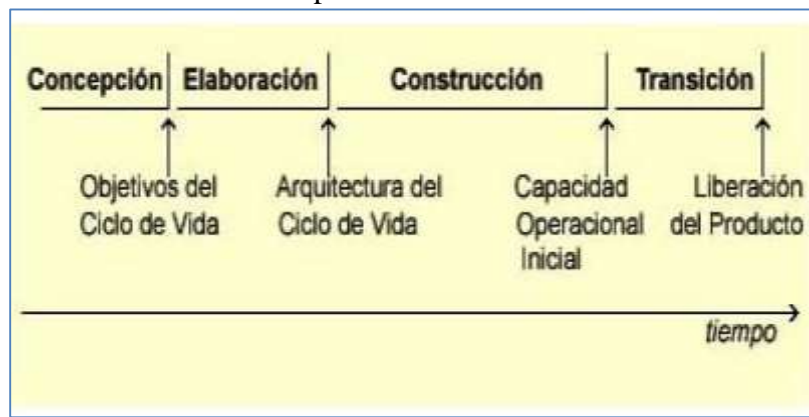 Concepción Elaboración Construcción Transición
Objetivos del Ciclo de Vida
Arquitectura del Ciclo de Vida
Capacidad Operacional Inicial
Liberación del Producto
tiempo